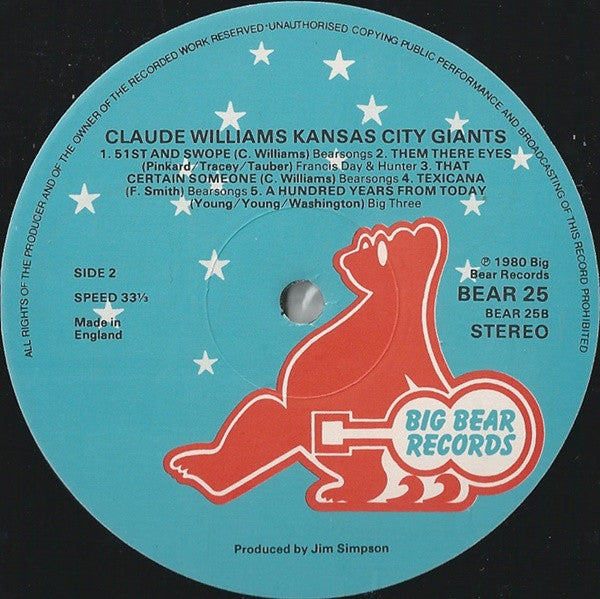 ALL RIGHTS OF THE PRODUCER AND OF THE OWNER OF THE RECORDED WORK RESERVED UNAUTHORISED COPYING PUBLIC PERFORMANCE AND BROADCASTING OF THIS RECORD PROHIBITED
CLAUDE WILLIAMS KANSAS CITY GIANTS
1. 51ST AND SWOPE (C. Williams) Bearsongs 2. THEM THERE EYES
(Pinkard/Tracey/Tauber) Francis Day & Hunter 3. THAT
CERTAIN SOMEONE (C. Williams) Bearsongs 4. TEXICANA
(F. Smith) Bearsongs 5. A HUNDRED YEARS FROM TODAY
(Young/Young/Washington) Big Three
SIDE 2
SPEED 33⅓
Made in
England
℗ 1980 Big
Bear Records
BEAR 25
BEAR 25B
STEREO
BIG BEAR
RECORDS
Produced by Jim Simpson